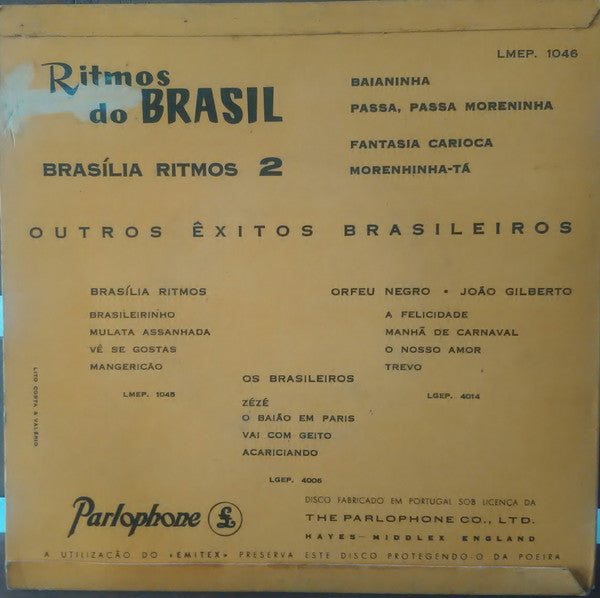 LMEP. 1046
Ritmos
do BRASIL
BRASÍLIA RITMOS 2
BAIANINHA
PASSA, PASSA MORENINHA
FANTASIA CARIOCA
MORENHINHA-TÁ
OUTROS ÊXITOS BRASILEIROS
BRASÍLIA RITMOS
BRASILEIRINHO
MULATA ASSANHADA
VÊ SE GOSTAS
MANGERICÃO
LMEP. 1045
ORFEU NEGRO • JOÃO GILBERTO
A FELICIDADE
MANHÃ DE CARNAVAL
O NOSSO AMOR
TREVO
LGEP. 4014
OS BRASILEIROS
ZÉZÉ
O BAIÃO EM PARIS
VAI COM GEITO
ACARICIANDO
LGEP. 4006
LITO COSTA & VALÉRIO
Parlophone £
DISCO FABRICADO EM PORTUGAL SOB LICENÇA DA
THE PARLOPHONE CO., LTD.
HAYES - MIDDLEX ENGLAND
A UTILIZAÇÃO DO «EMITEX» PRESERVA ESTE DISCO PROTEGENDO-O DA POEIRA